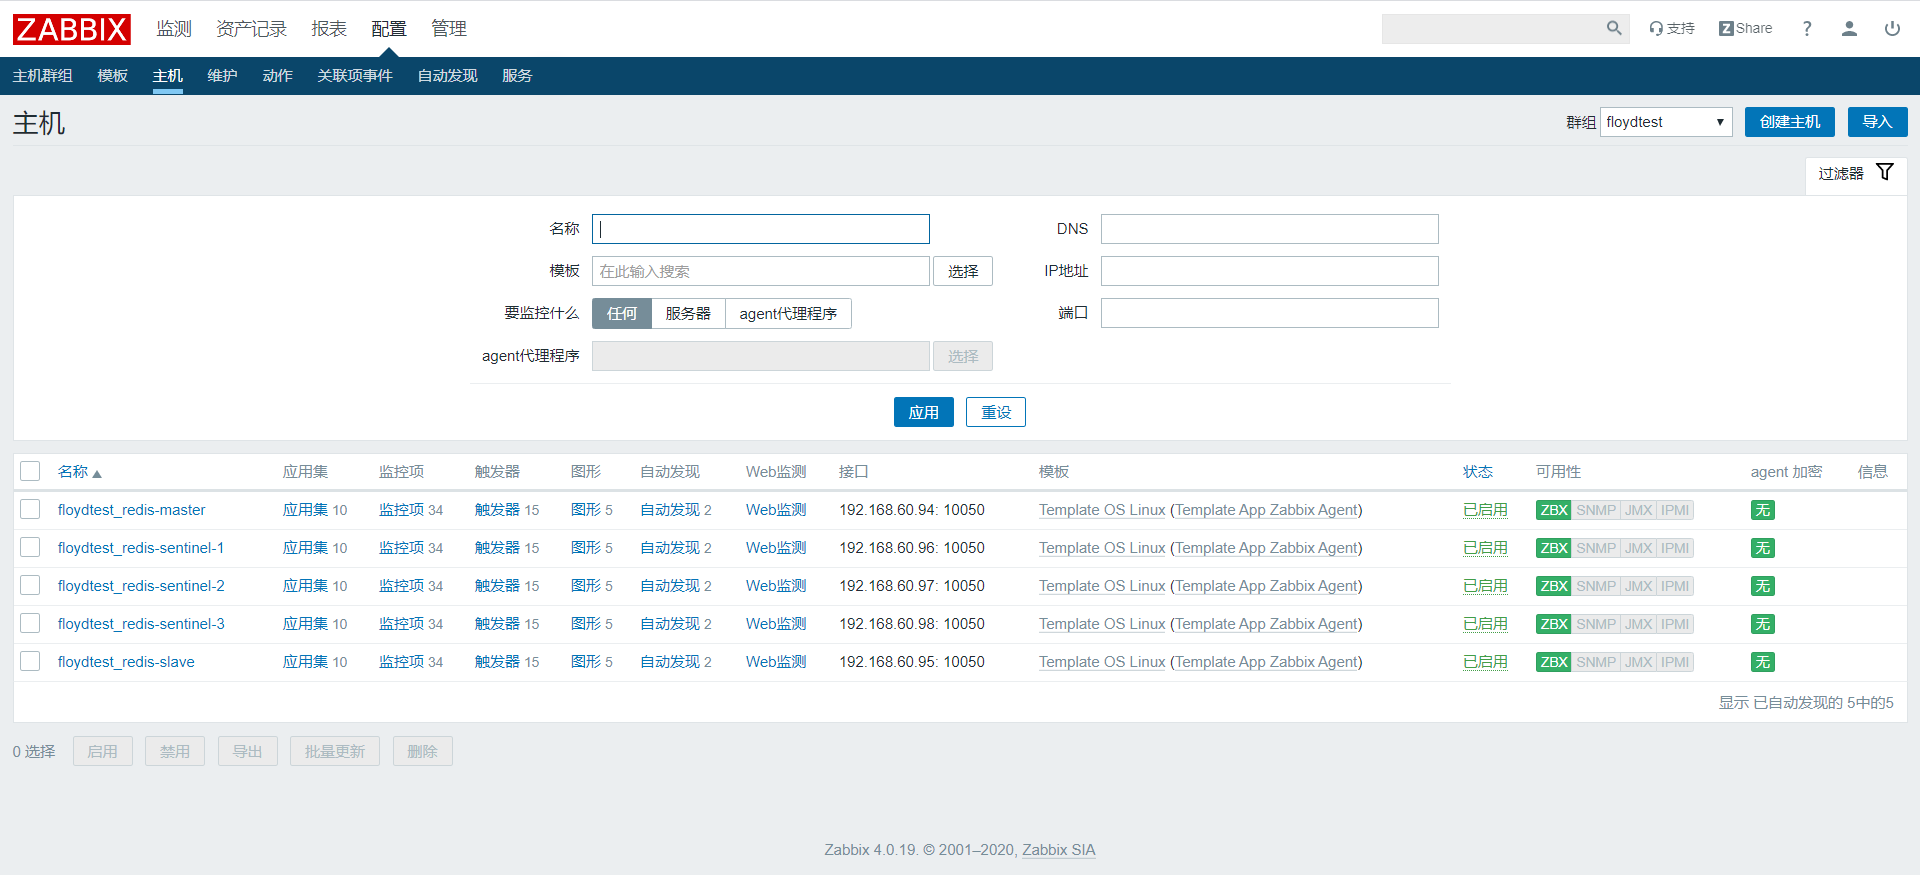 ZABBIX 监测 资产记录 报表 配置 管理 支持 Z Share ?
主机群组 模板 主机 维护 动作 关联项事件 自动发现 服务
主机 群组 floydtest 创建主机 导入
过滤器
名称 DNS
模板 在此输入搜索 选择 IP地址
要监控什么 任何 服务器 agent代理程序 端口
agent代理程序 选择
应用 重设
名称 应用集 监控项 触发器 图形 自动发现 Web监测 接口 模板 状态 可用性 agent 加密 信息
floydtest_redis-master 应用集 10 监控项 34 触发器 15 图形 5 自动发现 2 Web监测 192.168.60.94: 10050 Template OS Linux (Template App Zabbix Agent) 已启用 ZBX SNMP JMX IPMI 无
floydtest_redis-sentinel-1 应用集 10 监控项 34 触发器 15 图形 5 自动发现 2 Web监测 192.168.60.96: 10050 Template OS Linux (Template App Zabbix Agent) 已启用 ZBX SNMP JMX IPMI 无
floydtest_redis-sentinel-2 应用集 10 监控项 34 触发器 15 图形 5 自动发现 2 Web监测 192.168.60.97: 10050 Template OS Linux (Template App Zabbix Agent) 已启用 ZBX SNMP JMX IPMI 无
floydtest_redis-sentinel-3 应用集 10 监控项 34 触发器 15 图形 5 自动发现 2 Web监测 192.168.60.98: 10050 Template OS Linux (Template App Zabbix Agent) 已启用 ZBX SNMP JMX IPMI 无
floydtest_redis-slave 应用集 10 监控项 34 触发器 15 图形 5 自动发现 2 Web监测 192.168.60.95: 10050 Template OS Linux (Template App Zabbix Agent) 已启用 ZBX SNMP JMX IPMI 无
显示 已自动发现的 5中的5
0 选择 启用 禁用 导出 批量更新 删除
Zabbix 4.0.19. © 2001–2020, Zabbix SIA